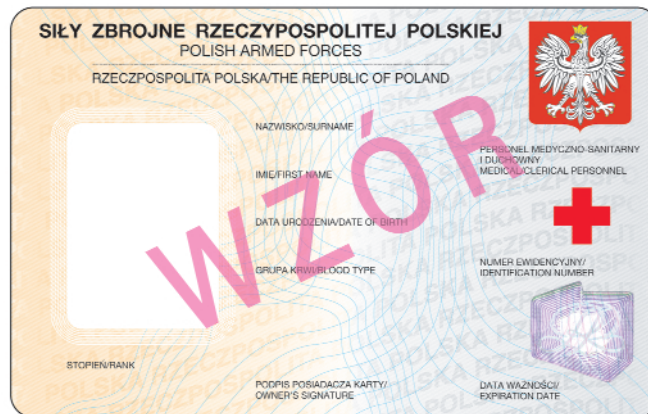 SIŁY ZBROJNE RZECZYPOSPOLITEJ POLSKIEJ
POLISH ARMED FORCES
RZECZPOSPOLITA POLSKA/THE REPUBLIC OF POLAND
NAZWISKO/SURNAME
IMIĘ/FIRST NAME
DATA URODZENIA/DATE OF BIRTH
GRUPA KRWI/BLOOD TYPE
WZÓR
PERSONEL MEDYCZNO-SANITARNY
I DUCHOWNY
MEDICAL/CLERICAL PERSONNEL
NUMER EWIDENCYJNY/
IDENTIFICATION NUMBER
STOPIEŃ/RANK
PODPIS POSIADACZA KARTY/
OWNER'S SIGNATURE
DATA WAŻNOŚCI/
EXPIRATION DATE